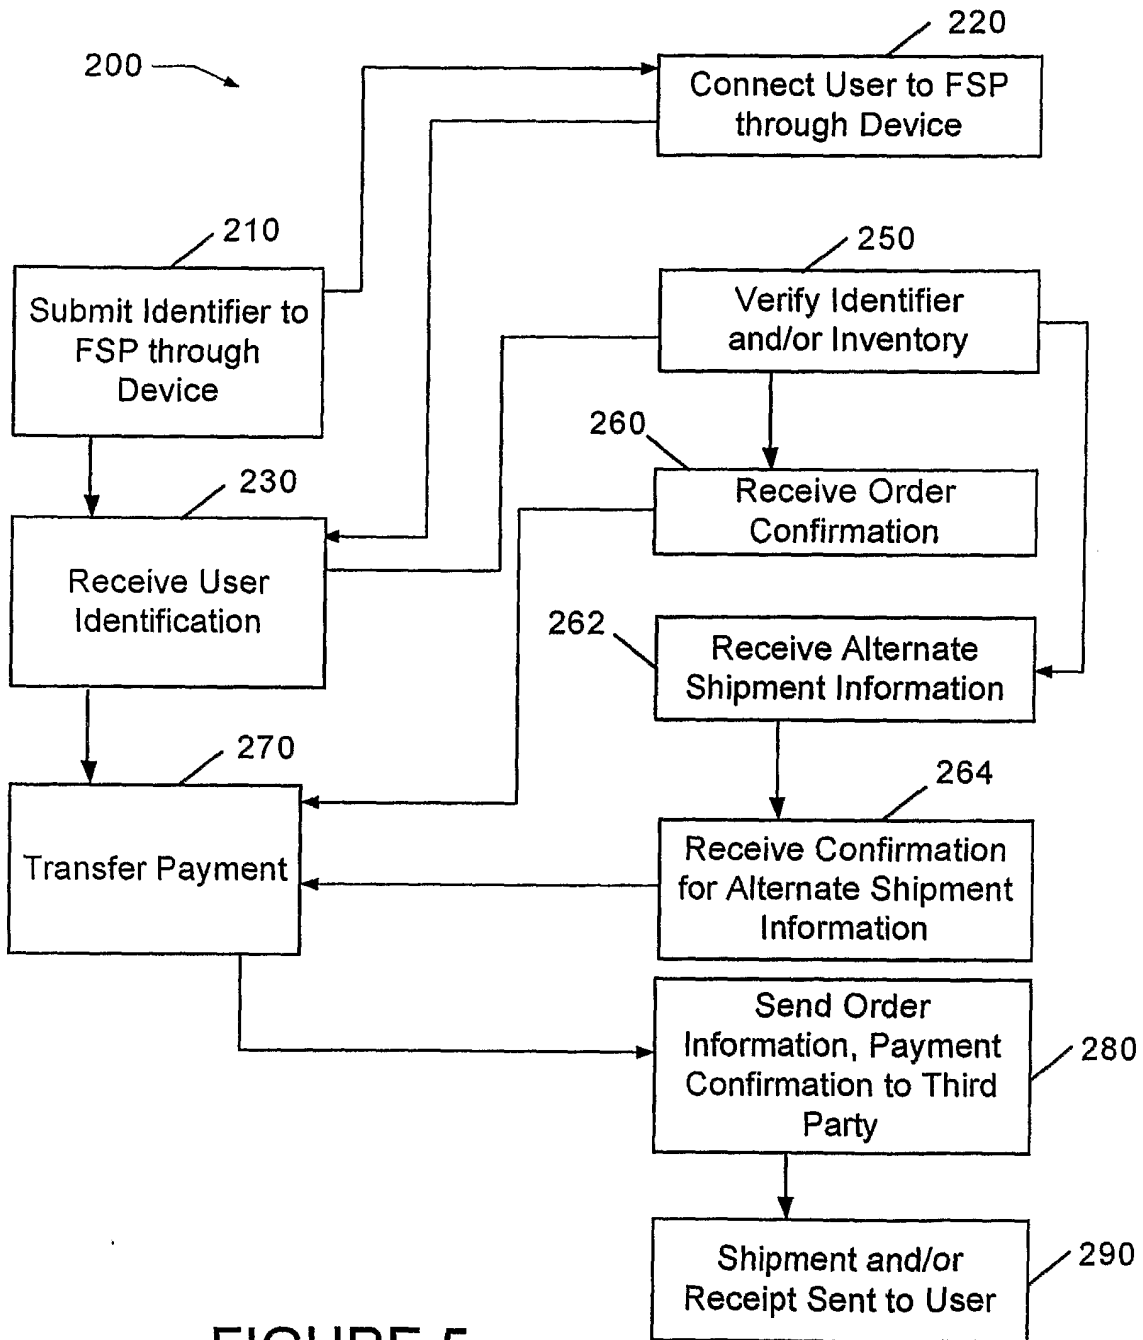 200
220
Connect User to FSP
through Device
210
Submit Identifier to
FSP through
Device
250
Verify Identifier
and/or Inventory
260
Receive Order
Confirmation
230
Receive User
Identification
262
Receive Alternate
Shipment Information
270
Transfer Payment
264
Receive Confirmation
for Alternate Shipment
Information
Send Order
Information, Payment
Confirmation to Third
Party
280
Shipment and/or
Receipt Sent to User
290
FIGURE 5